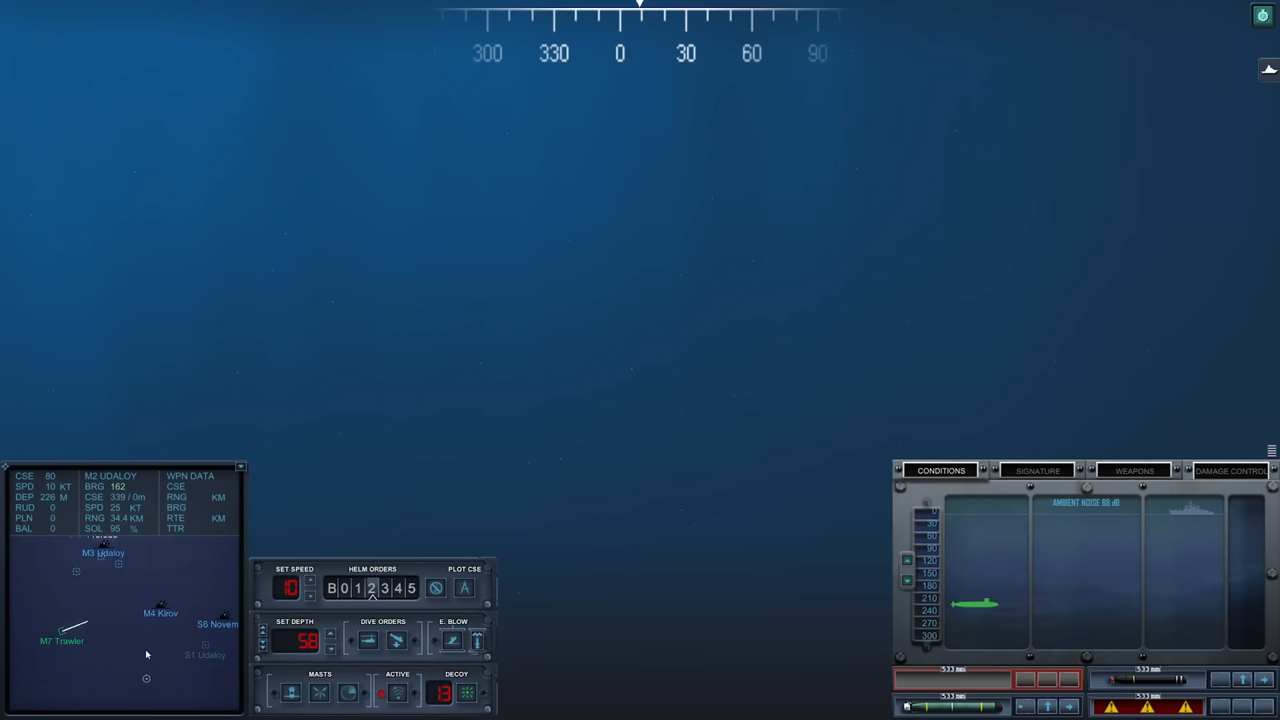 300 330 0 30 60 90
CSE 80 M2 UDALOY WPN DATA
SPD 10 KT BRG 162 CSE
DEP 226 M CSE 339 / 0m RNG KM
RUD 0 SPD 25 KT BRG
PLN 0 RNG 34.4 KM RTE KM
BAL 0 SOL 95 % TTR
M3 Udaloy
M4 Kirov
S6 Novem
M7 Trawler
S1 Udaloy
SET SPEED HELM ORDERS PLOT CSE
10 B 0 1 2 3 4 5
SET DEPTH DIVE ORDERS E. BLOW
58
MASTS ACTIVE DECOY
13
CONDITIONS SIGNATURE WEAPONS DAMAGE CONTROL
AMBIENT NOISE 88 dB
0
30
60
90
120
150
180
210
240
270
300
533 mm 533 mm
533 mm 533 mm